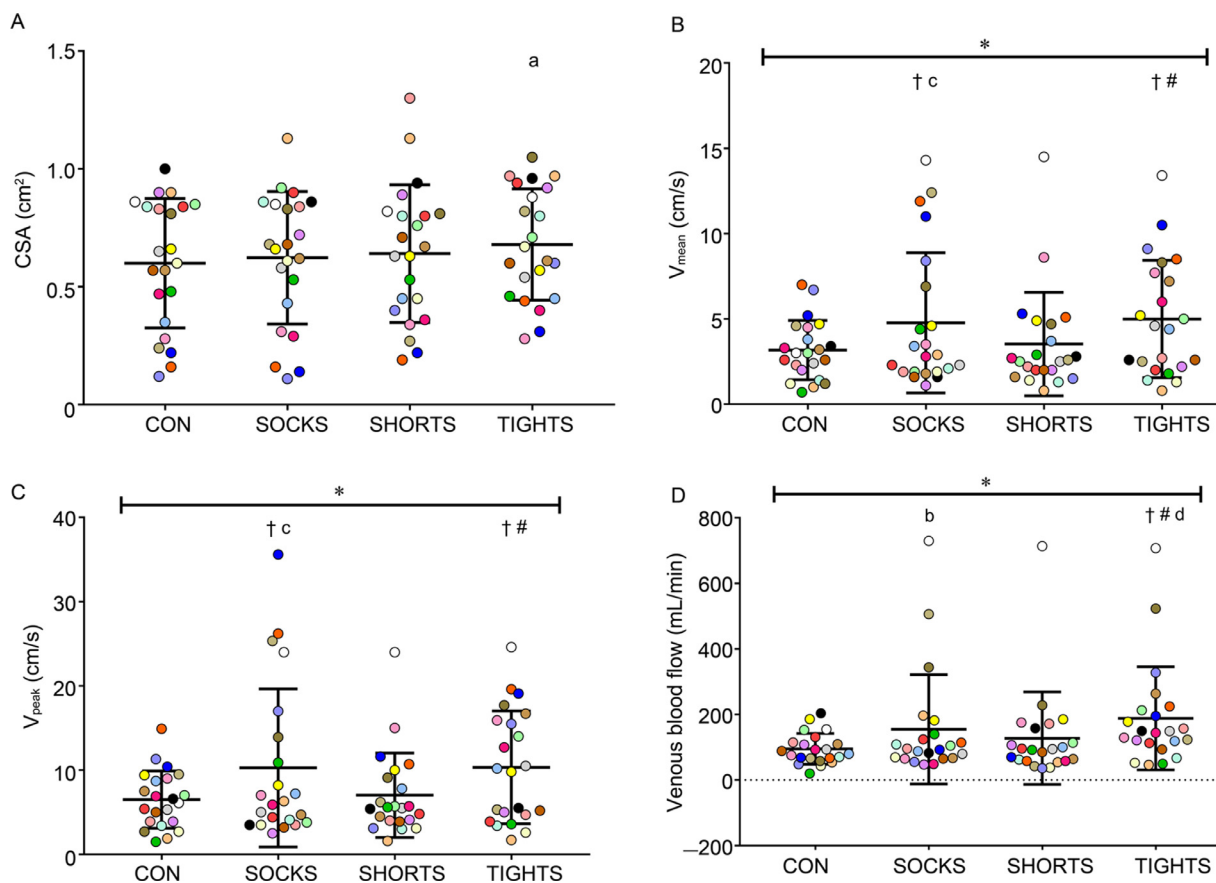 A
CSA (cm²)
1.5
1.0
0.5
0
a
CON SOCKS SHORTS TIGHTS
B
Vmean (cm/s)
20
15
10
5
0
*
† c † #
CON SOCKS SHORTS TIGHTS
C
Vpeak (cm/s)
40
30
20
10
0
*
† c † #
CON SOCKS SHORTS TIGHTS
D
Venous blood flow (mL/min)
800
600
400
200
0
–200
*
b † # d
CON SOCKS SHORTS TIGHTS